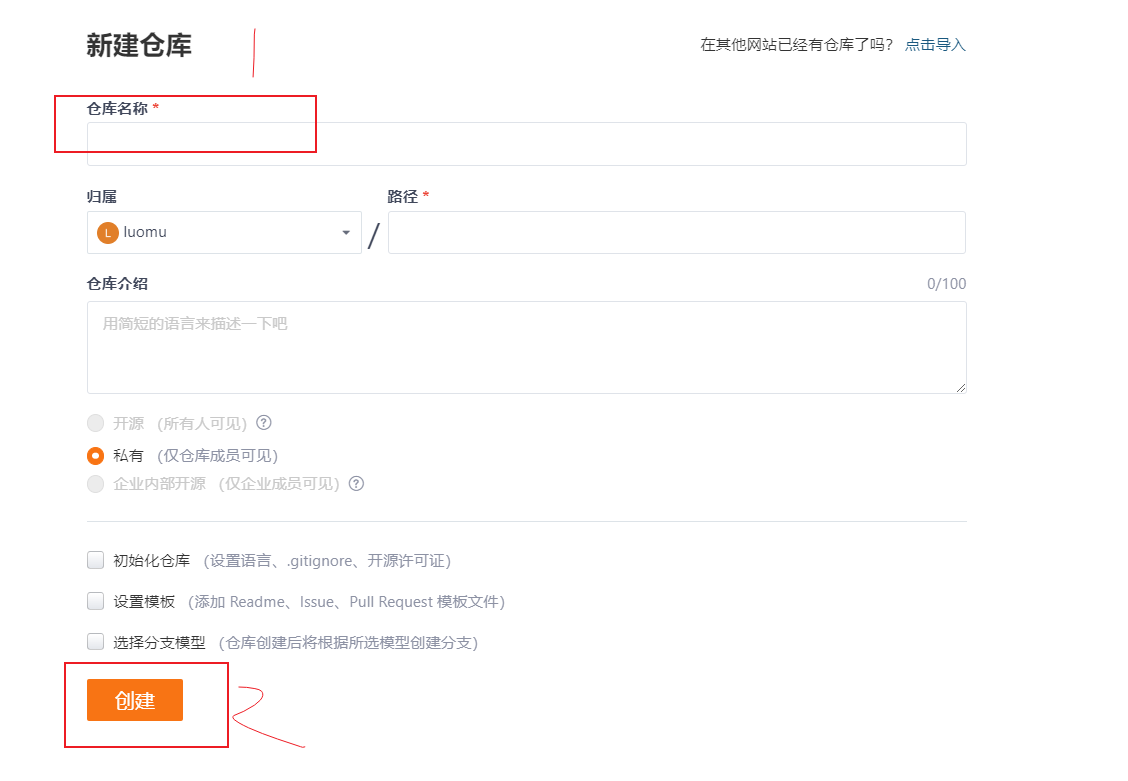 新建仓库
在其他网站已经有仓库了吗? 点击导入
1
仓库名称 *
归属
路径 *
L luomu
/
仓库介绍
0/100
用简短的语言来描述一下吧
开源 (所有人可见) ?
私有 (仅仓库成员可见)
企业内部开源 (仅企业成员可见) ?
初始化仓库 (设置语言、.gitignore、开源许可证)
设置模板 (添加 Readme、Issue、Pull Request 模板文件)
选择分支模型 (仓库创建后将根据所选模型创建分支)
创建
2